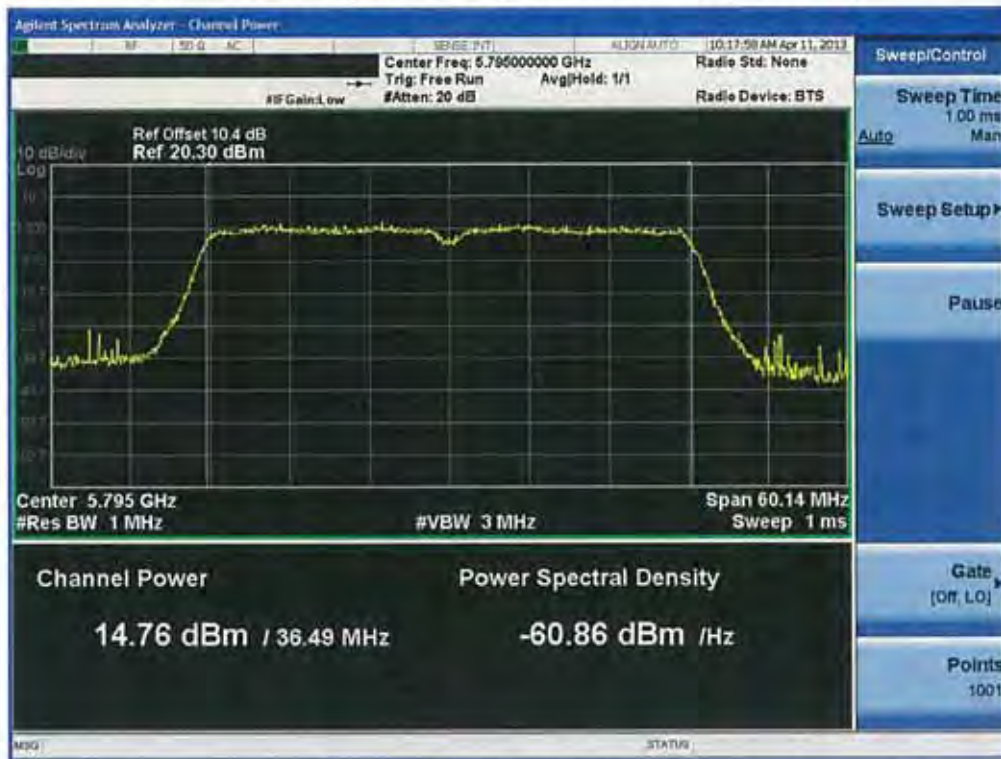 Agilent Spectrum Analyzer - Channel Power
RF 50 Ω AC SENSE:INT ALIGN AUTO 10:17:58 AM Apr 11, 2013
Center Freq: 5.795000000 GHz Radio Std: None
Trig: Free Run Avg|Hold: 1/1
#IFGain:Low #Atten: 20 dB Radio Device: BTS
Ref Offset 10.4 dB
10 dB/div Ref 20.30 dBm
Log
Center 5.795 GHz Span 60.14 MHz
#Res BW 1 MHz #VBW 3 MHz Sweep 1 ms
Channel Power Power Spectral Density
14.76 dBm / 36.49 MHz -60.86 dBm /Hz
MSG STATUS
Sweep/Control
Sweep Time
1.00 ms
Auto Man
Sweep Setup
Pause
Gate
[Off, LO]
Points
1001